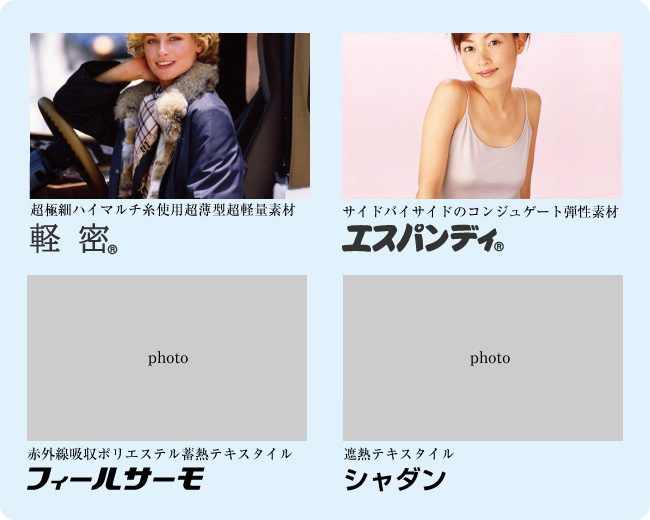 超極細ハイマルチ糸使用超薄型超軽量素材
軽 密®
サイドバイサイドのコンジュゲート弾性素材
エスパンディ®
photo
photo
赤外線吸収ポリエステル蓄熱テキスタイル
フィールサーモ
遮熱テキスタイル
シャダン